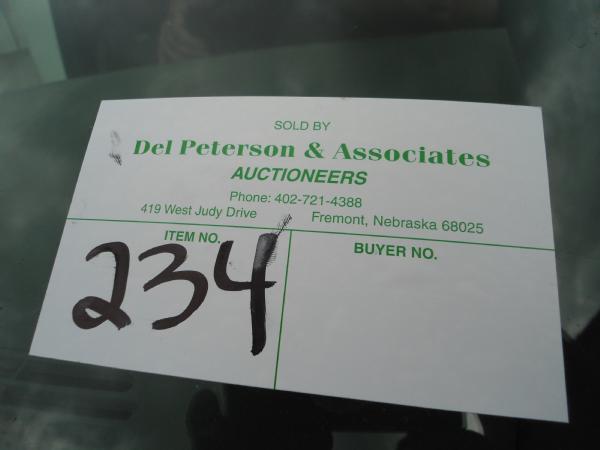 SOLD BY
Del Peterson & Associates
AUCTIONEERS
Phone: 402-721-4388
419 West Judy Drive Fremont, Nebraska 68025
ITEM NO. BUYER NO.
234